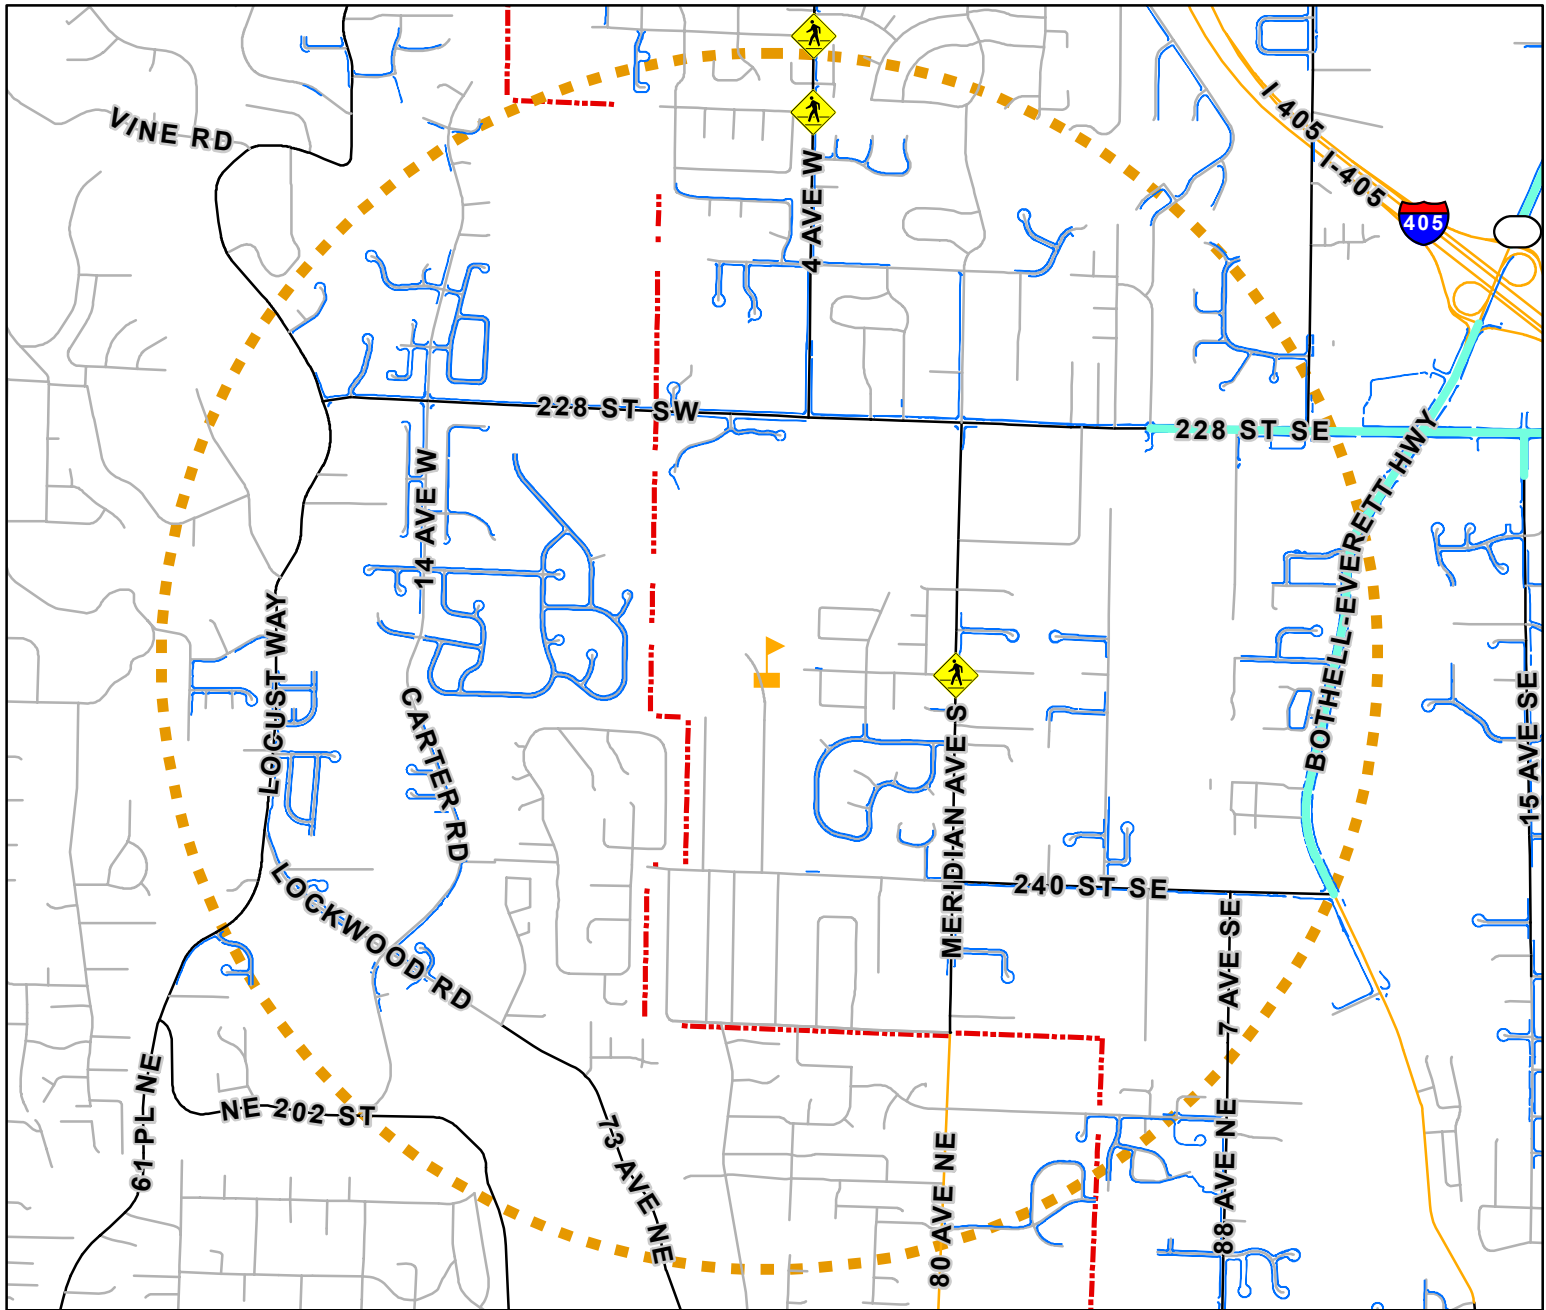 VINE RD
I 405
I-405
405
4 AVE W
228 ST SW
228 ST SE
BOTHELL-EVERETT HWY
14 AVE W
LOCUST WAY
CARTER RD
MERIDIAN AVE S
15 AVE SE
240 ST SE
LOCKWOOD RD
7 AVE SE
61 PL NE
NE 202 ST
73 AVE NE
80 AVE NE
88 AVE NE